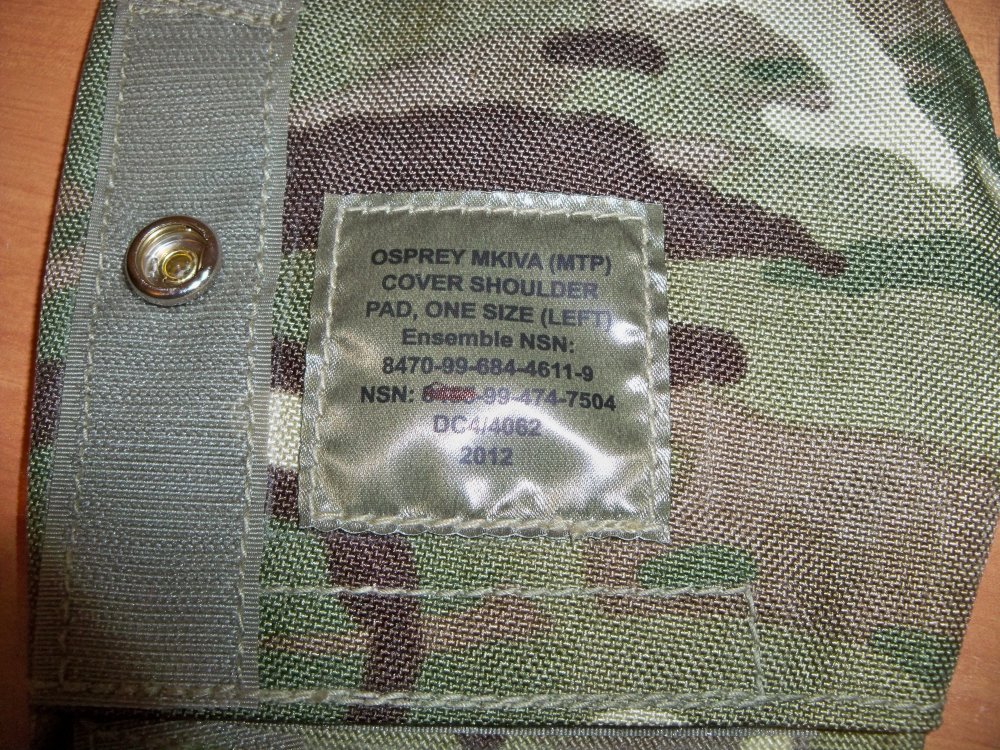 OSPREY MKIVA (MTP)
COVER SHOULDER
PAD, ONE SIZE (LEFT)
Ensemble NSN:
8470-99-684-4611-9
NSN: -99-474-7504
DC4/4062
2012